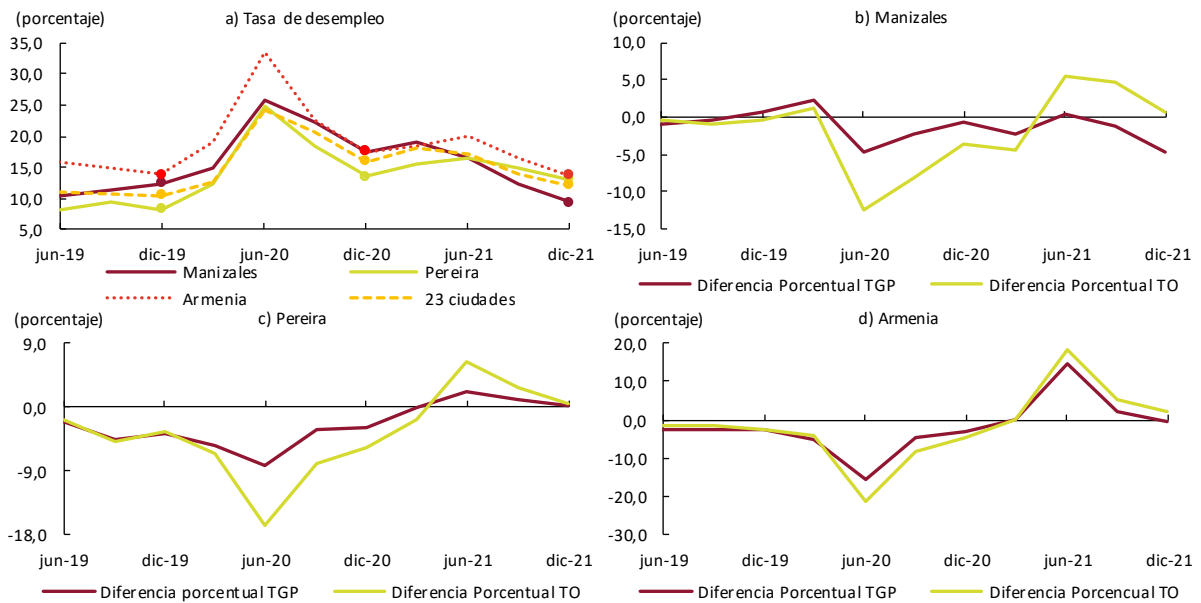 (porcentaje)
a) Tasa de desempleo
35,0
30,0
25,0
20,0
15,0
10,0
5,0
jun-19 dic-19 jun-20 dic-20 jun-21 dic-21
Manizales Pereira
Armenia 23 ciudades
(porcentaje)
b) Manizales
10,0
5,0
0,0
-5,0
-10,0
-15,0
jun-19 dic-19 jun-20 dic-20 jun-21 dic-21
Diferencia Porcentual TGP Diferencia Porcentual TO
(porcentaje)
c) Pereira
9,0
0,0
-9,0
-18,0
jun-19 dic-19 jun-20 dic-20 jun-21 dic-21
Diferencia porcentual TGP Diferencia Porcentual TO
(porcentaje)
d) Armenia
20,0
10,0
0,0
-10,0
-20,0
-30,0
jun-19 dic-19 jun-20 dic-20 jun-21 dic-21
Diferencia Porcentual TGP Diferencia Porcentual TO